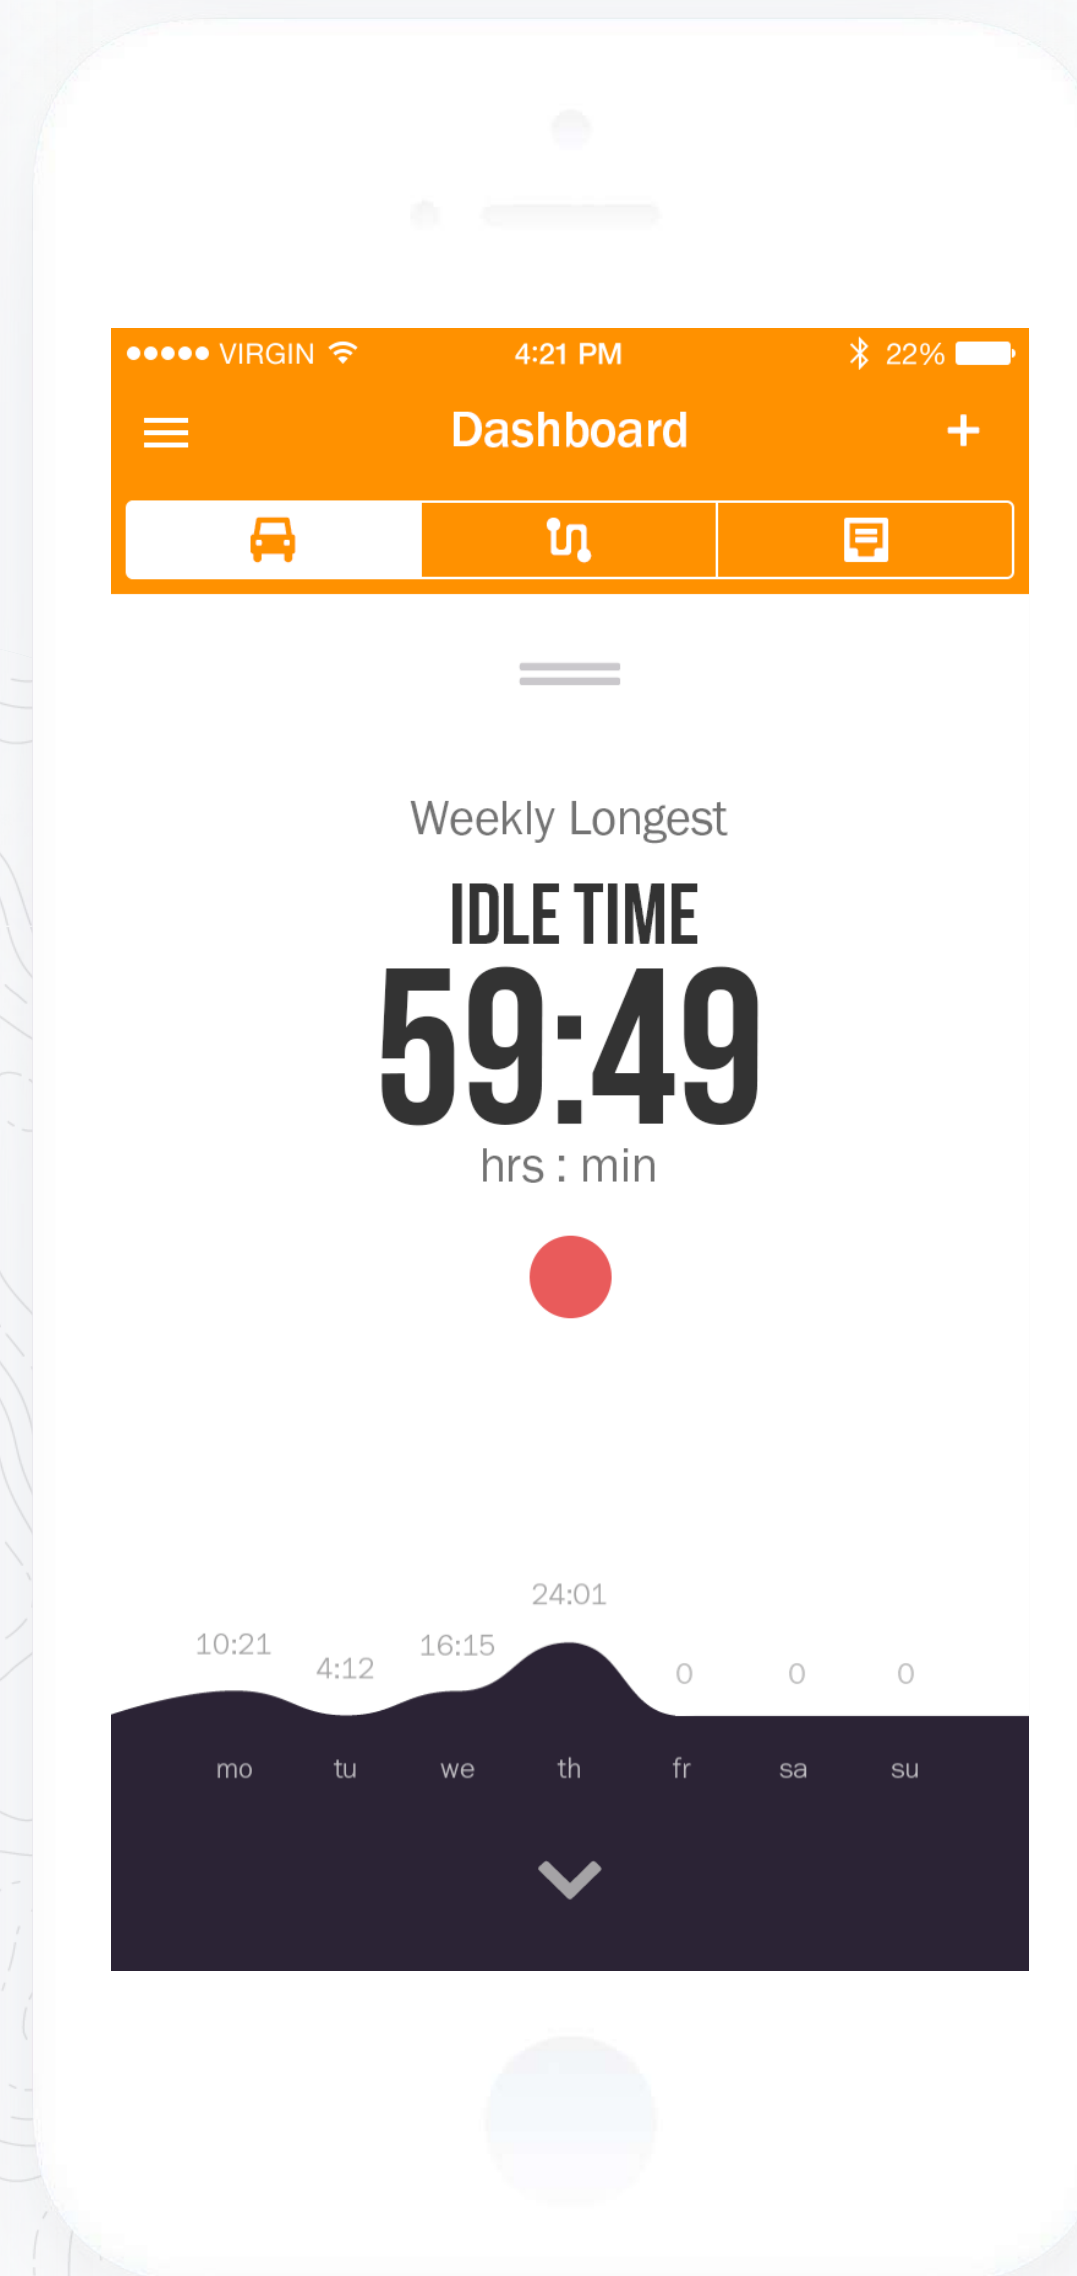 VIRGIN 4:21 PM 22%
Dashboard
Weekly Longest
IDLE TIME
59:49
hrs : min
24:01
10:21 4:12 16:15 0 0 0
mo tu we th fr sa su